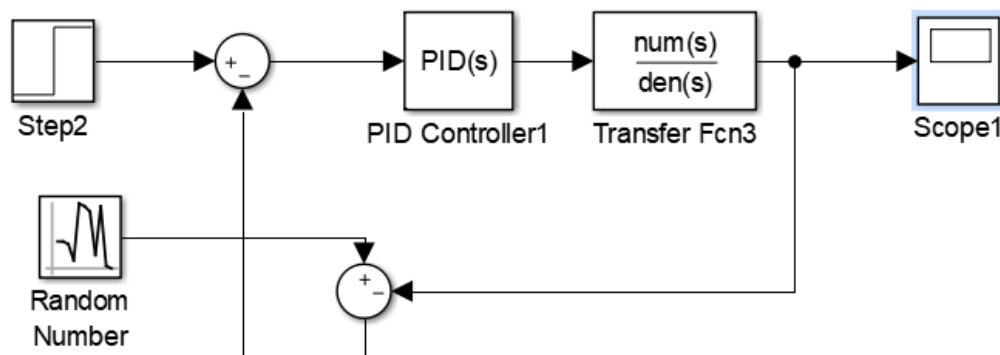 +
−
PID(s)
num(s)
den(s)
Step2
PID Controller1
Transfer Fcn3
Scope1
+
−
Random
Number